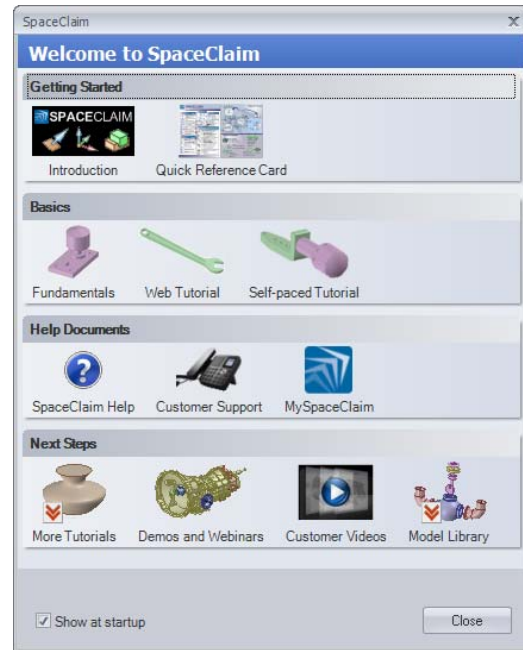 SpaceClaim
Welcome to SpaceClaim
Getting Started
SPACECLAIM
Introduction
Quick Reference Card
Basics
Fundamentals
Web Tutorial
Self-paced Tutorial
Help Documents
SpaceClaim Help
Customer Support
MySpaceClaim
Next Steps
More Tutorials
Demos and Webinars
Customer Videos
Model Library
Show at startup
Close